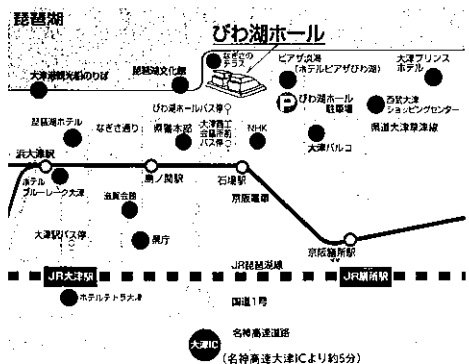 琵琶湖
びわ湖ホール
なぎさの
テラス
ピアザ淡海
(ホテルピアザびわ湖)
大津プリンス
ホテル
大津港観光船のりば
琵琶湖文化館
びわ湖ホールバス停
P
びわ湖ホール
駐車場
西武大津
ショッピングセンター
琵琶湖ホテル
なぎさ通り
県警本部
大津商工
会議所前
バス停
NHK
県道大津草津線
大津パルコ
浜大津駅
島ノ関駅
石場駅
ホテル
ブルーレーク大津
京阪電車
滋賀会館
大津駅バス停
県庁
京阪膳所駅
JR琵琶湖線
JR大津駅
JR膳所駅
ホテルテトラ大津
国道1号
大津IC
名神高速道路
(名神高速大津ICより約5分)